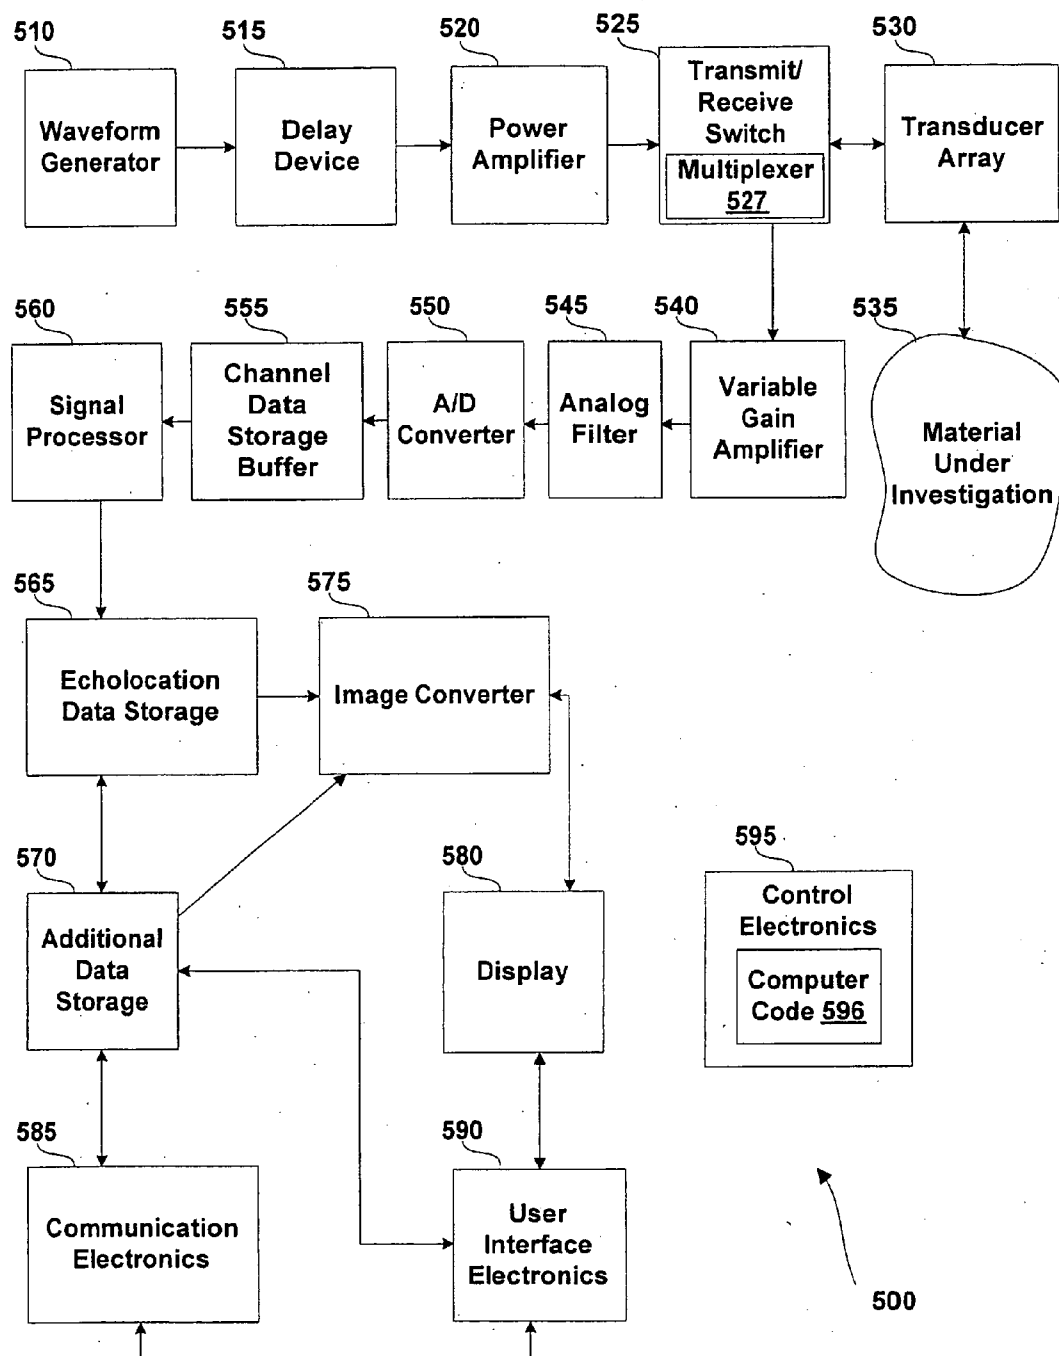 510
515
520
525
530
Waveform
Generator
Delay
Device
Power
Amplifier
Transmit/
Receive
Switch
Multiplexer
527
Transducer
Array
560
555
550
545
540
535
Signal
Processor
Channel
Data
Storage
Buffer
A/D
Converter
Analog
Filter
Variable
Gain
Amplifier
Material
Under
Investigation
565
575
Echolocation
Data Storage
Image Converter
570
580
595
Additional
Data
Storage
Display
Control
Electronics
Computer
Code 596
585
590
Communication
Electronics
User
Interface
Electronics
500